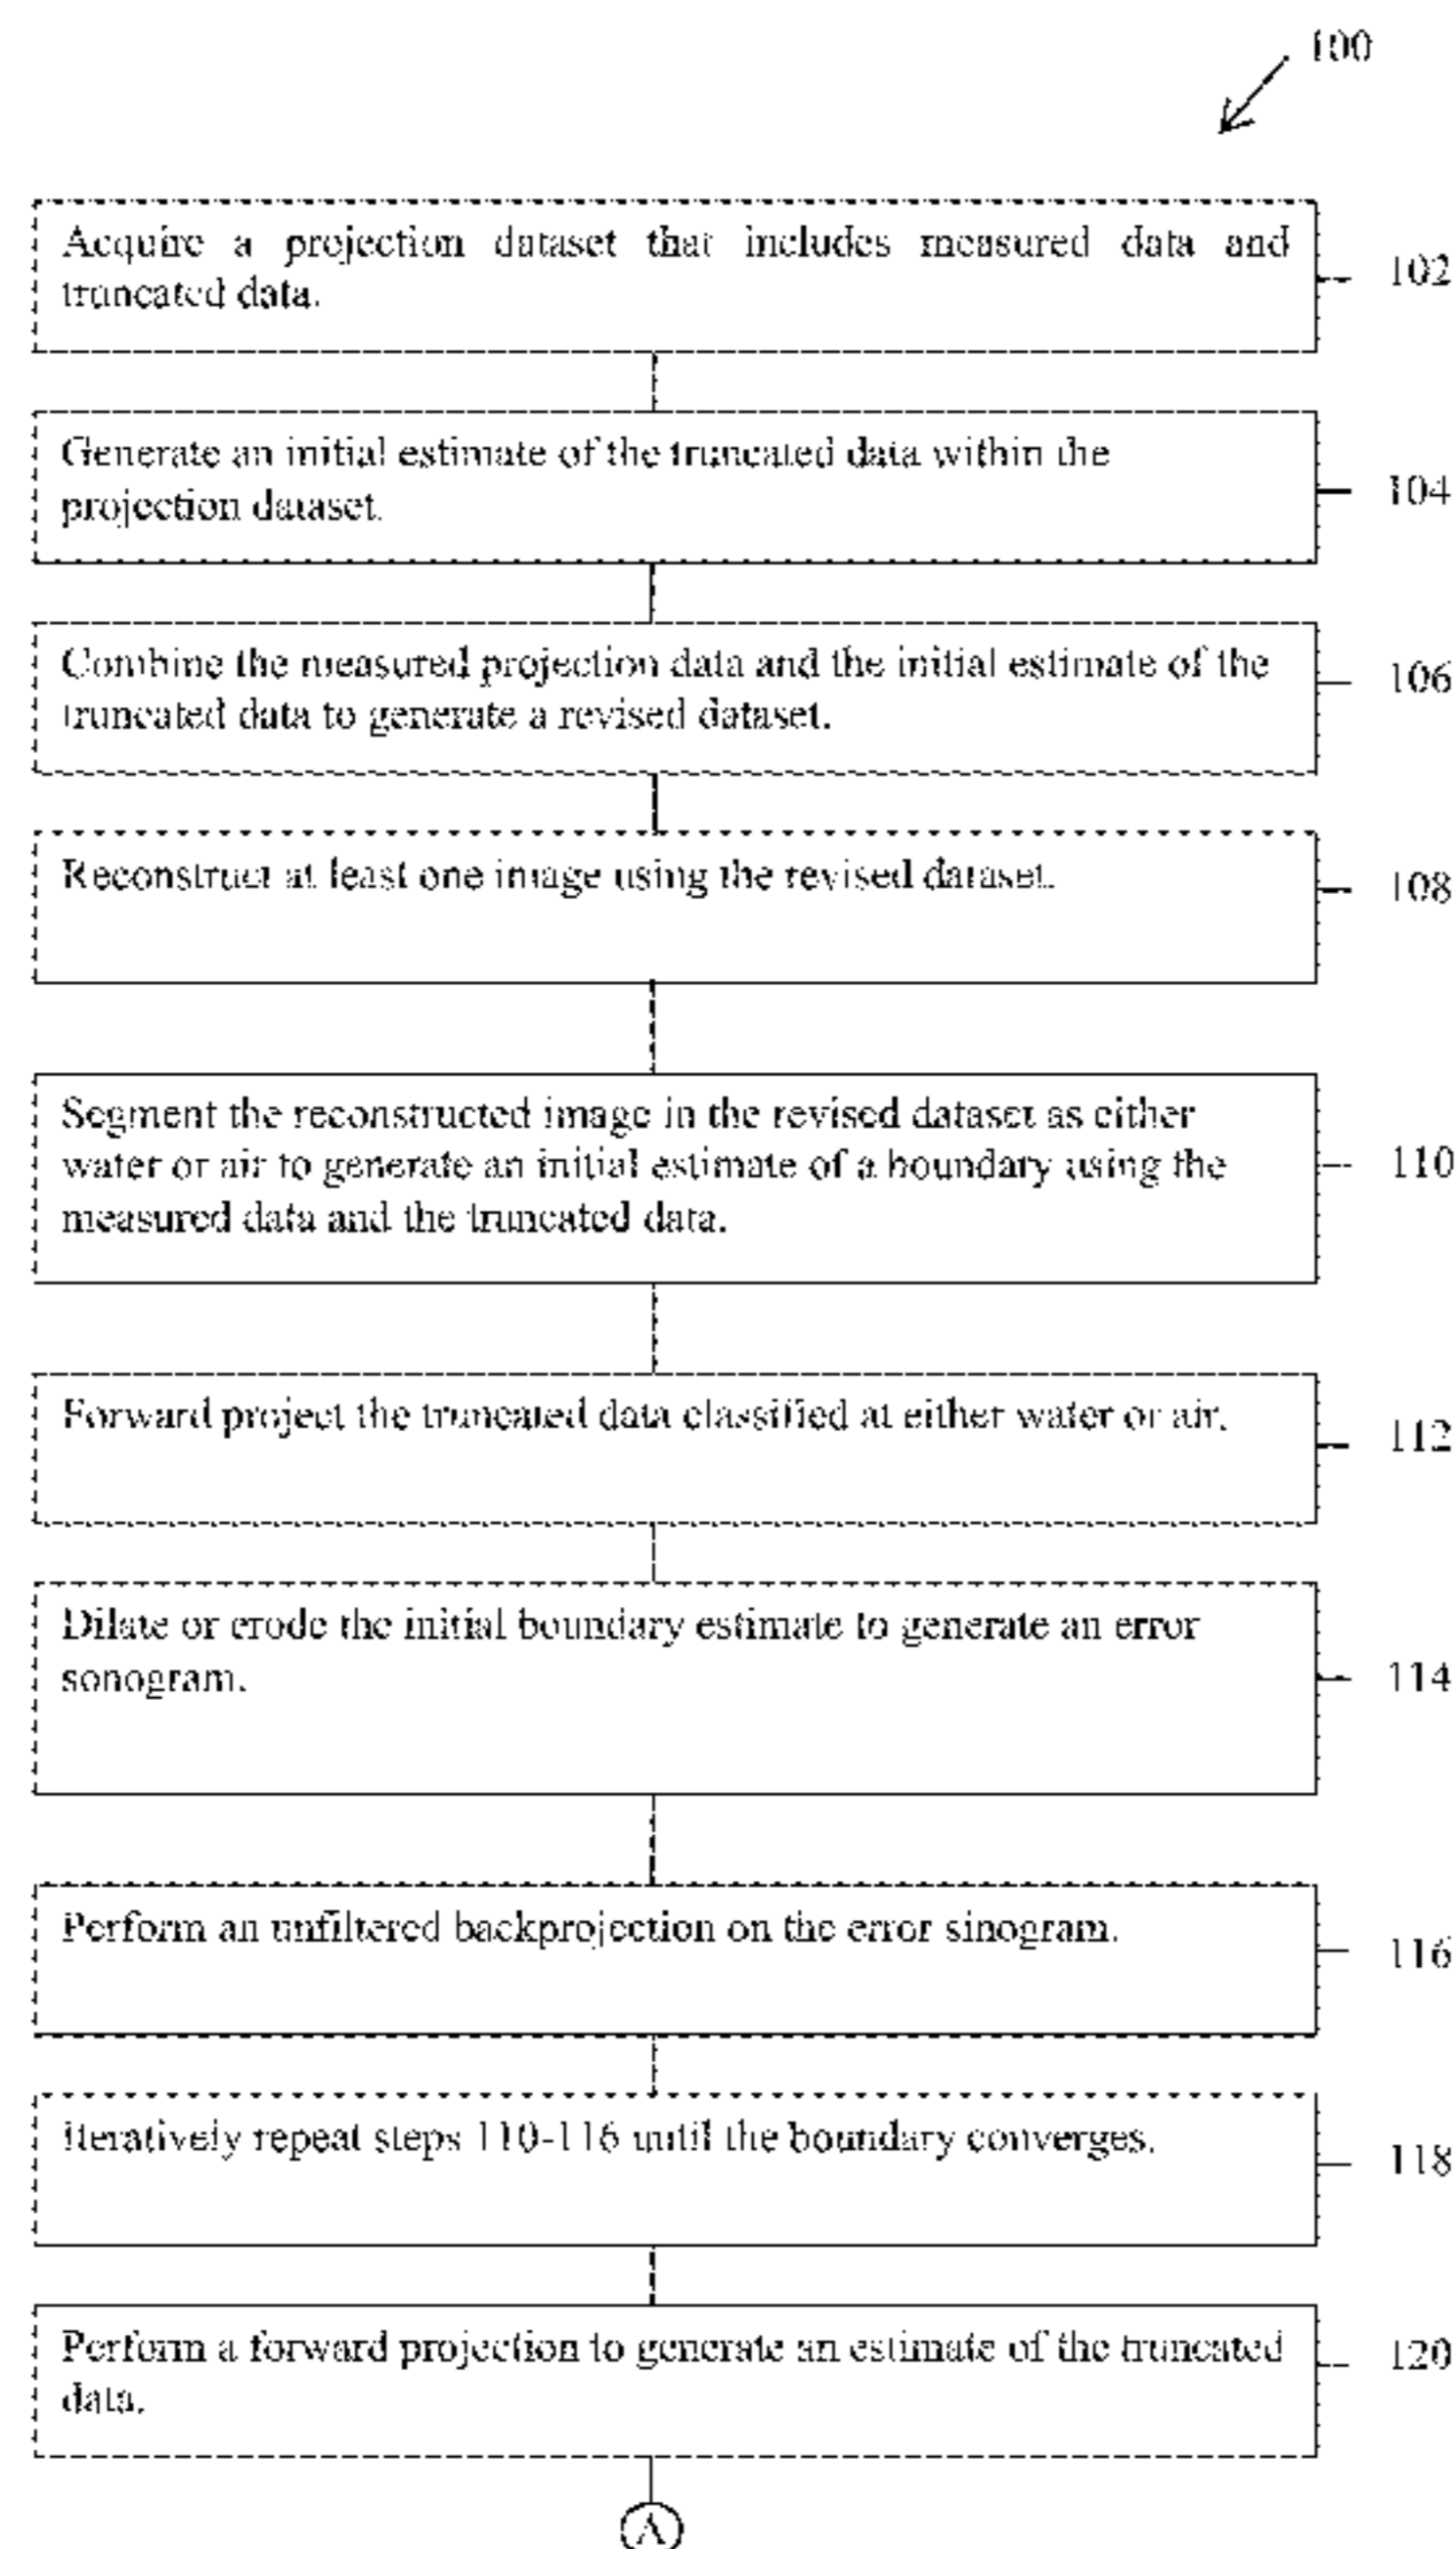 100
Acquire a projection dataset that includes measured data and
truncated data.
102
Generate an initial estimate of the truncated data within the
projection dataset.
104
Combine the measured projection data and the initial estimate of the
truncated data to generate a revised dataset.
106
Reconstruct at least one image using the revised dataset.
108
Segment the reconstructed image in the revised dataset as either
water or air to generate an initial estimate of a boundary using the
measured data and the truncated data.
110
Forward project the truncated data classified at either water or air.
112
Dilate or erode the initial boundary estimate to generate an error
sonogram.
114
Perform an unfiltered backprojection on the error sinogram.
116
Iteratively repeat steps 110-116 until the boundary converges.
118
Perform a forward projection to generate an estimate of the truncated
data.
120
A